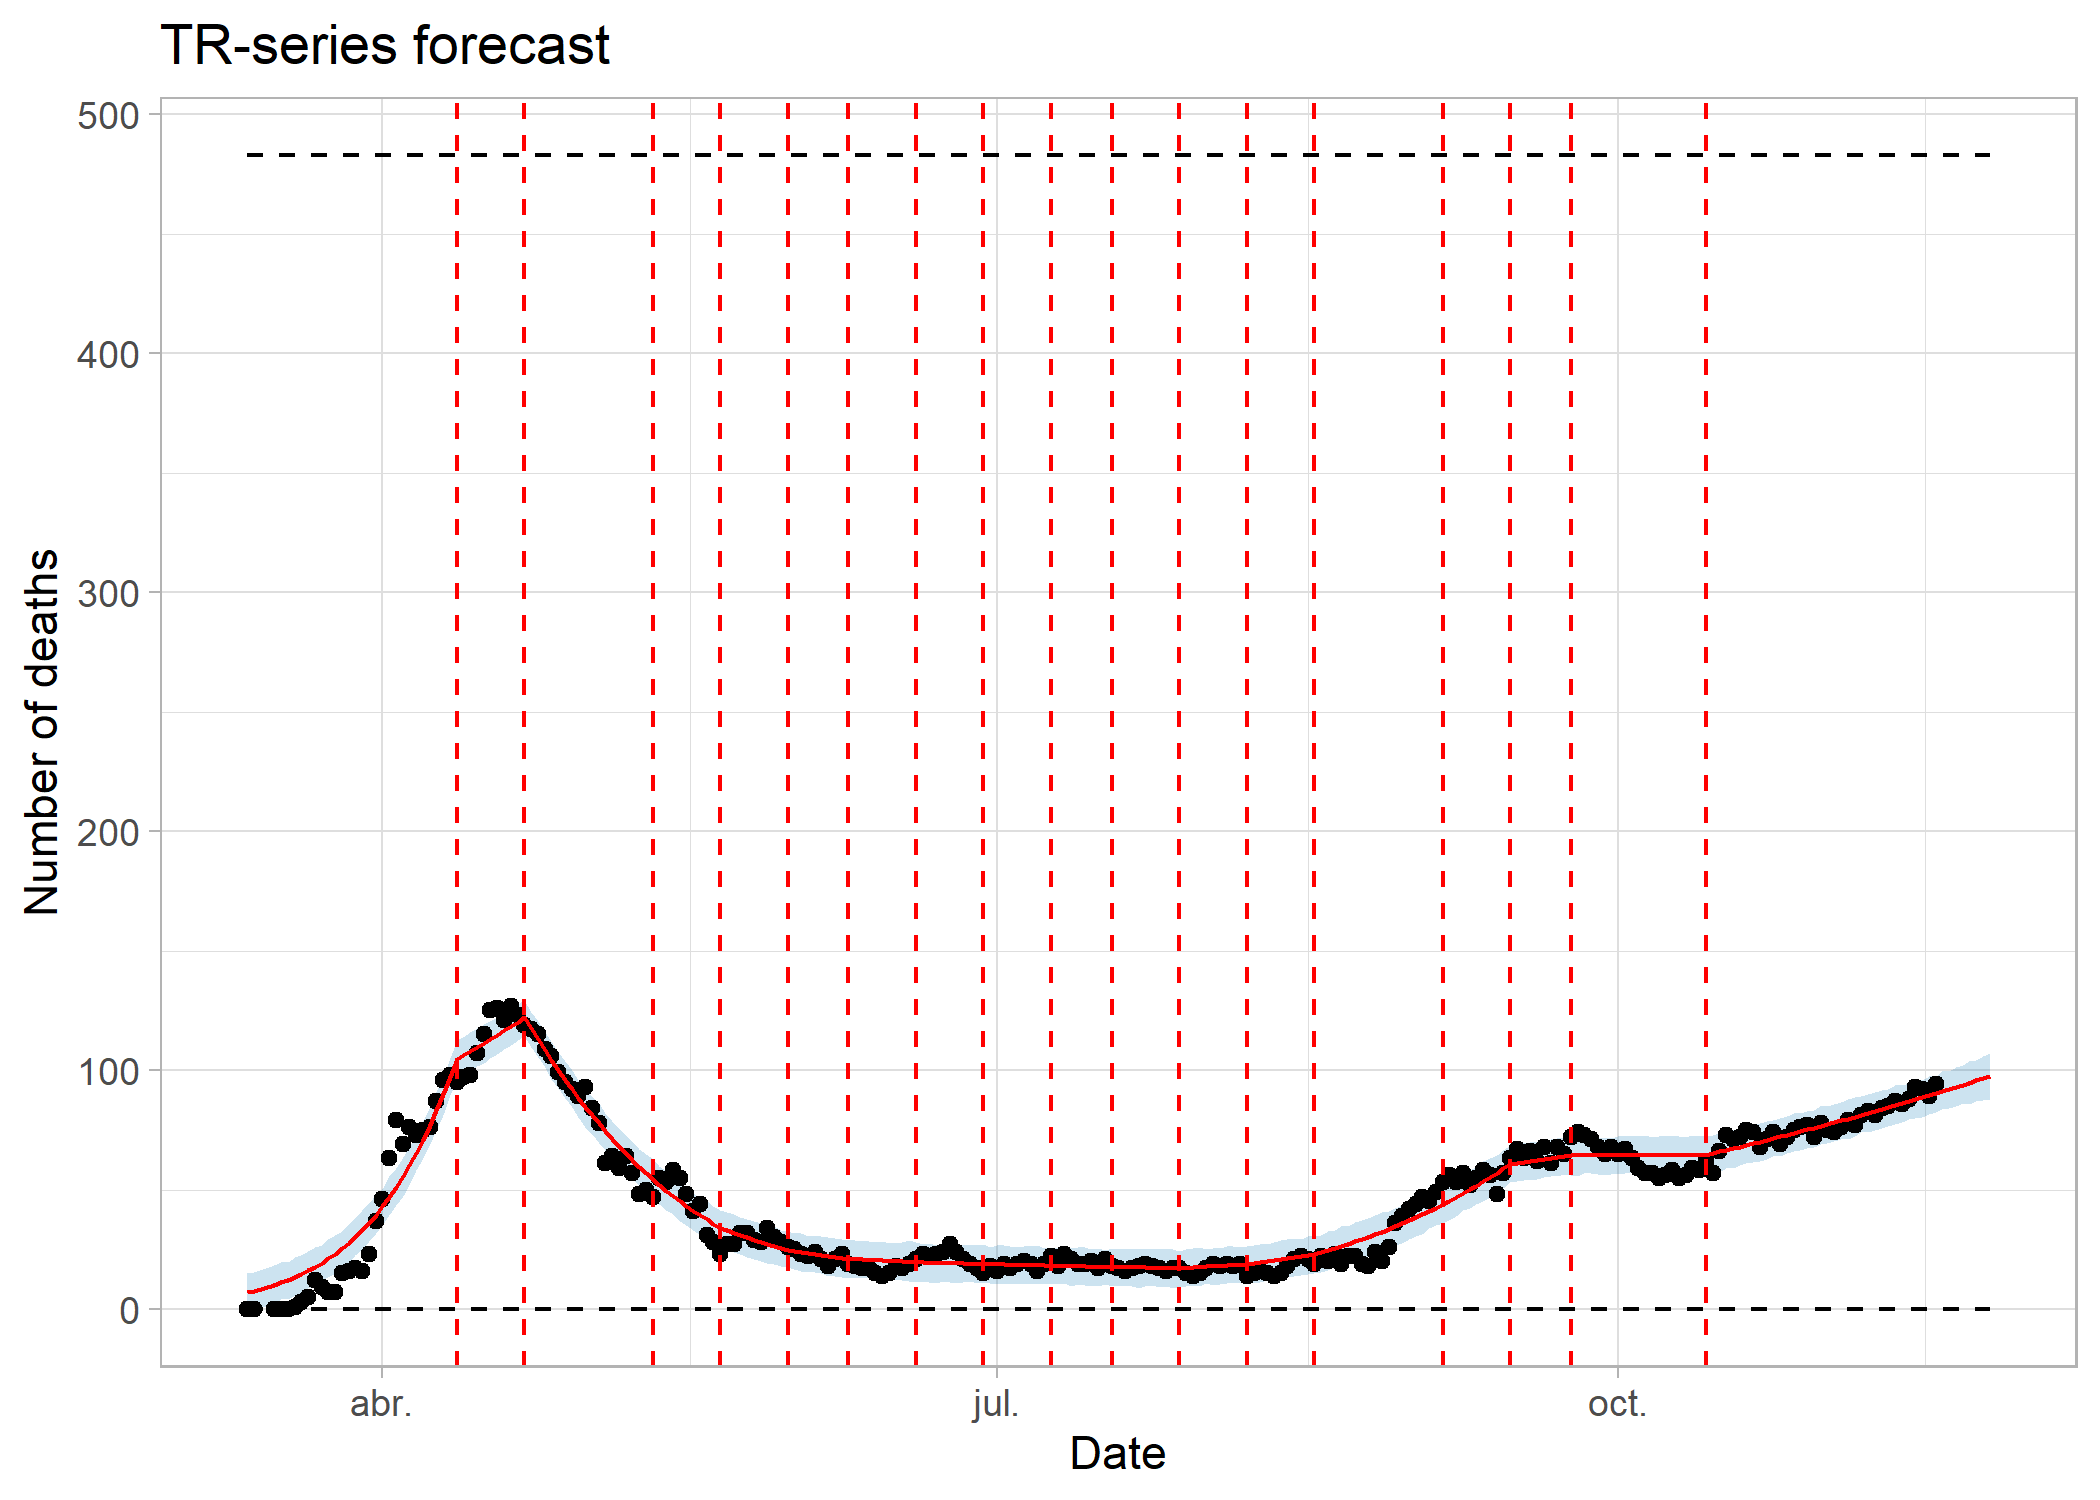 TR-series forecast
500
400
300
200
100
0
Number of deaths
abr.
jul.
oct.
Date